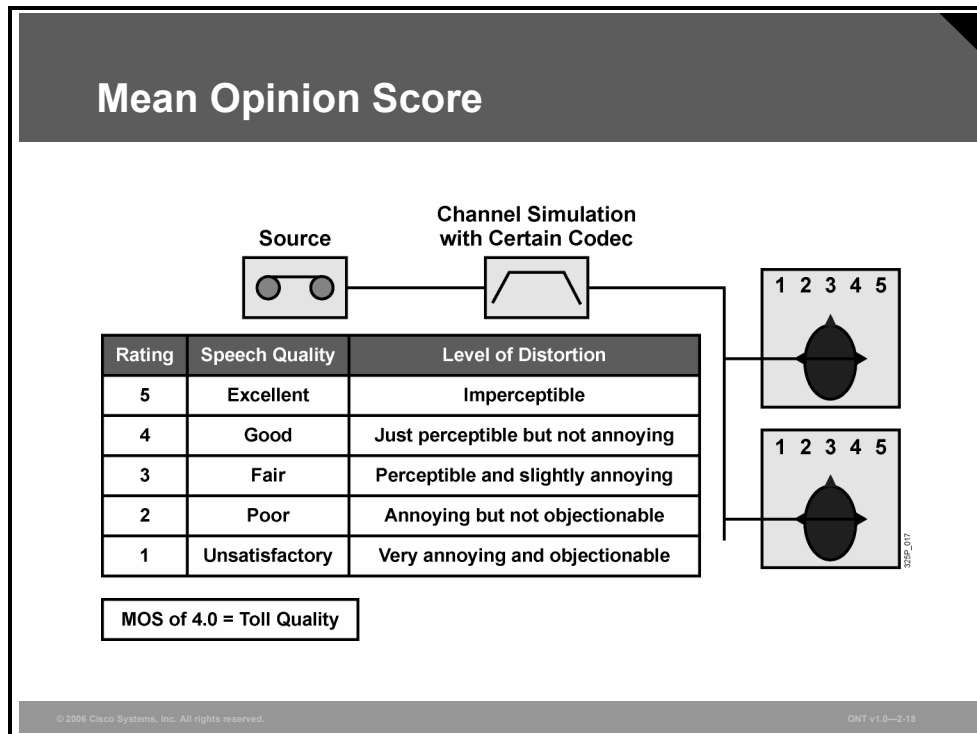 Mean Opinion Score
Source
Channel Simulation
with Certain Codec
1 2 3 4 5
Rating Speech Quality Level of Distortion
5 Excellent Imperceptible
4 Good Just perceptible but not annoying
3 Fair Perceptible and slightly annoying
2 Poor Annoying but not objectionable
1 Unsatisfactory Very annoying and objectionable
1 2 3 4 5
325P_017
MOS of 4.0 = Toll Quality
© 2006 Cisco Systems, Inc. All rights reserved.
ONT v1.0—2-18